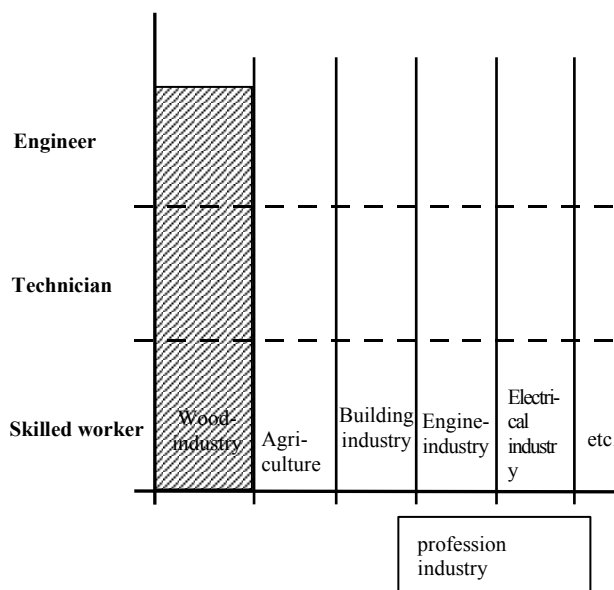 Engineer
Technician
Skilled worker
Wood-
industry
Agri-
culture
Building
industry
Engine-
industry
Electri-
cal
industr
y
etc.
profession
industry